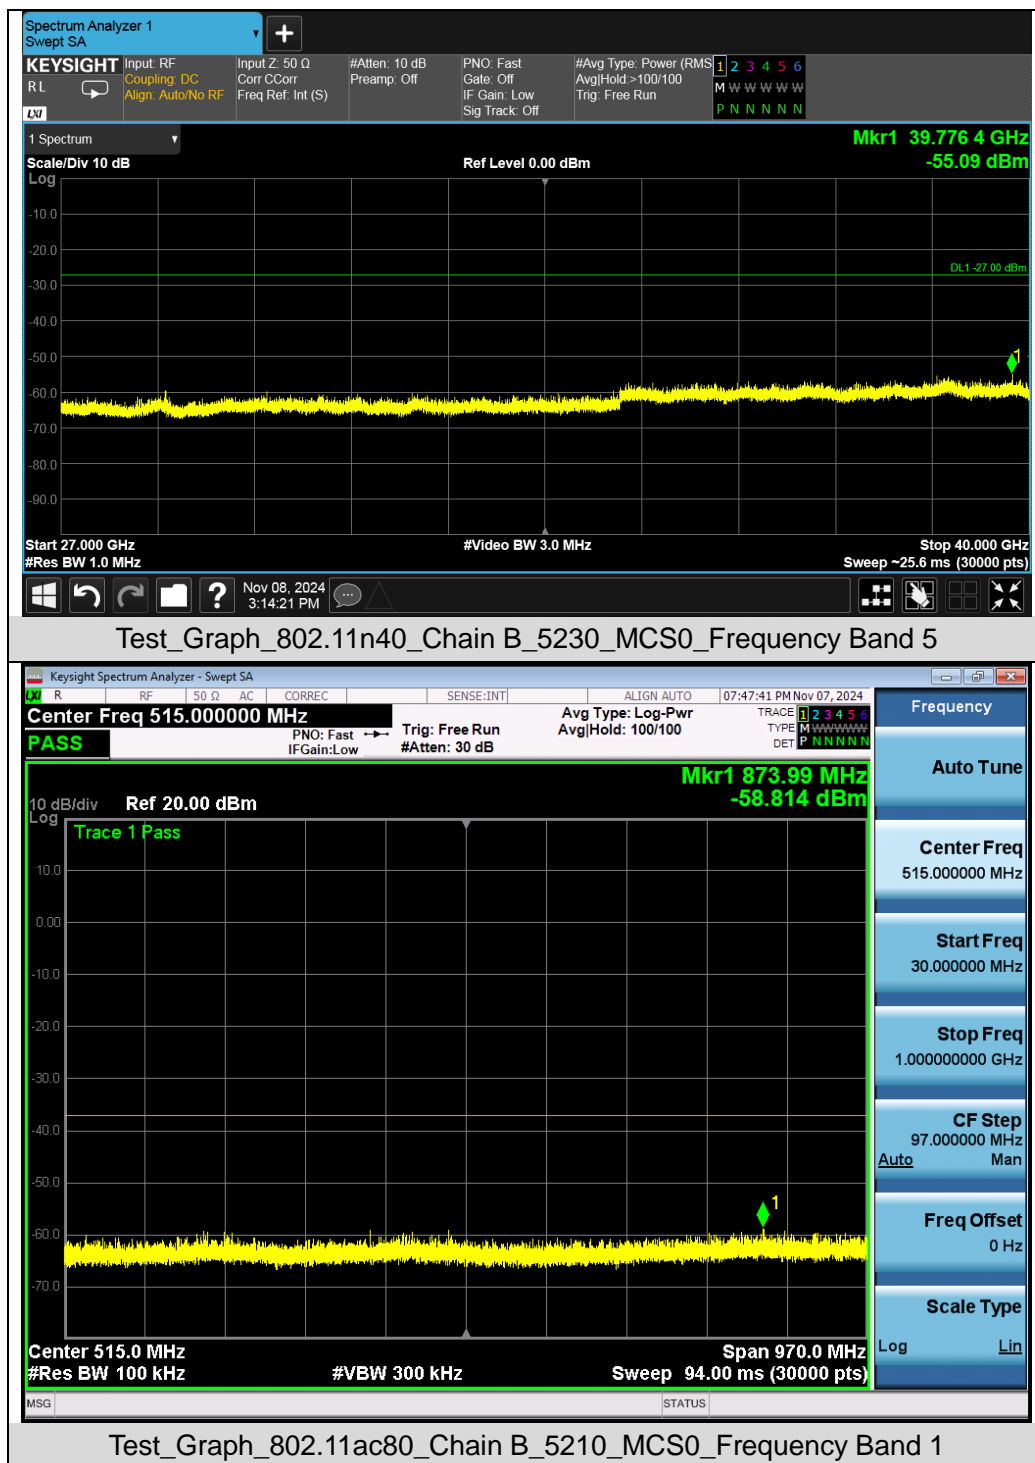 Spectrum Analyzer 1
Swept SA
KEYSIGHT
R L
LXI
Input: RF
Coupling: DC
Align: Auto/No RF
Input Z: 50 Ω
Corr CCorr
Freq Ref: Int (S)
#Atten: 10 dB
Preamp: Off
PNO: Fast
Gate: Off
IF Gain: Low
Sig Track: Off
#Avg Type: Power (RMS
Avg|Hold:>100/100
Trig: Free Run
1 2 3 4 5 6
M W W W W W
P N N N N N
1 Spectrum
Mkr1 39.776 4 GHz
Scale/Div 10 dB
Ref Level 0.00 dBm
-55.09 dBm
Log
-10.0
-20.0
DL1 -27.00 dBm
-30.0
-40.0
-50.0
1
-60.0
-70.0
-80.0
-90.0
Start 27.000 GHz
#Video BW 3.0 MHz
Stop 40.000 GHz
#Res BW 1.0 MHz
Sweep ~25.6 ms (30000 pts)
?
Nov 08, 2024
3:14:21 PM
Test_Graph_802.11n40_Chain B_5230_MCS0_Frequency Band 5
Keysight Spectrum Analyzer - Swept SA
LXI
R RF 50 Ω AC CORREC SENSE:INT ALIGN AUTO 07:47:41 PM Nov 07, 2024
Center Freq 515.000000 MHz
PASS
PNO: Fast
IFGain:Low
Trig: Free Run
#Atten: 30 dB
Avg Type: Log-Pwr
Avg|Hold: 100/100
TRACE 1 2 3 4 5 6
TYPE M W W W W W
DET P N N N N N
Mkr1 873.99 MHz
10 dB/div Ref 20.00 dBm
-58.814 dBm
Log
Trace 1 Pass
10.0
0.00
-10.0
-20.0
-30.0
-40.0
-50.0
1
-60.0
-70.0
Center 515.0 MHz
Span 970.0 MHz
#Res BW 100 kHz
#VBW 300 kHz
Sweep 94.00 ms (30000 pts)
MSG
STATUS
Frequency
Auto Tune
Center Freq
515.000000 MHz
Start Freq
30.000000 MHz
Stop Freq
1.000000000 GHz
CF Step
97.000000 MHz
Auto Man
Freq Offset
0 Hz
Scale Type
Log Lin
Test_Graph_802.11ac80_Chain B_5210_MCS0_Frequency Band 1